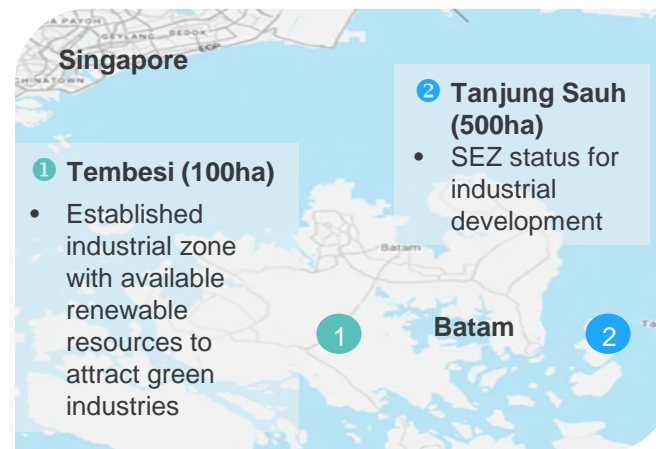 GEYLANG
BEDOK
ECP
CHINATOWN
Singapore
❷ Tanjung Sauh
(500ha)
• SEZ status for
industrial
development
❶ Tembesi (100ha)
• Established
industrial zone
with available
renewable
resources to
attract green
industries
Batam
1
Batam
2